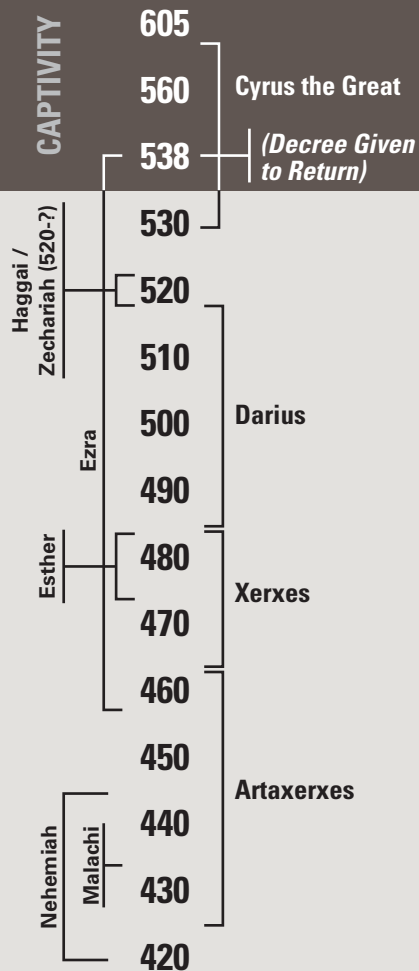 CAPTIVITY
605
560
Cyrus the Great
538
(Decree Given
to Return)
530
Haggai /
Zechariah (520-?)
520
510
500
Darius
Ezra
490
480
Esther
Xerxes
470
460
450
Artaxerxes
440
Nehemiah
Malachi
430
420